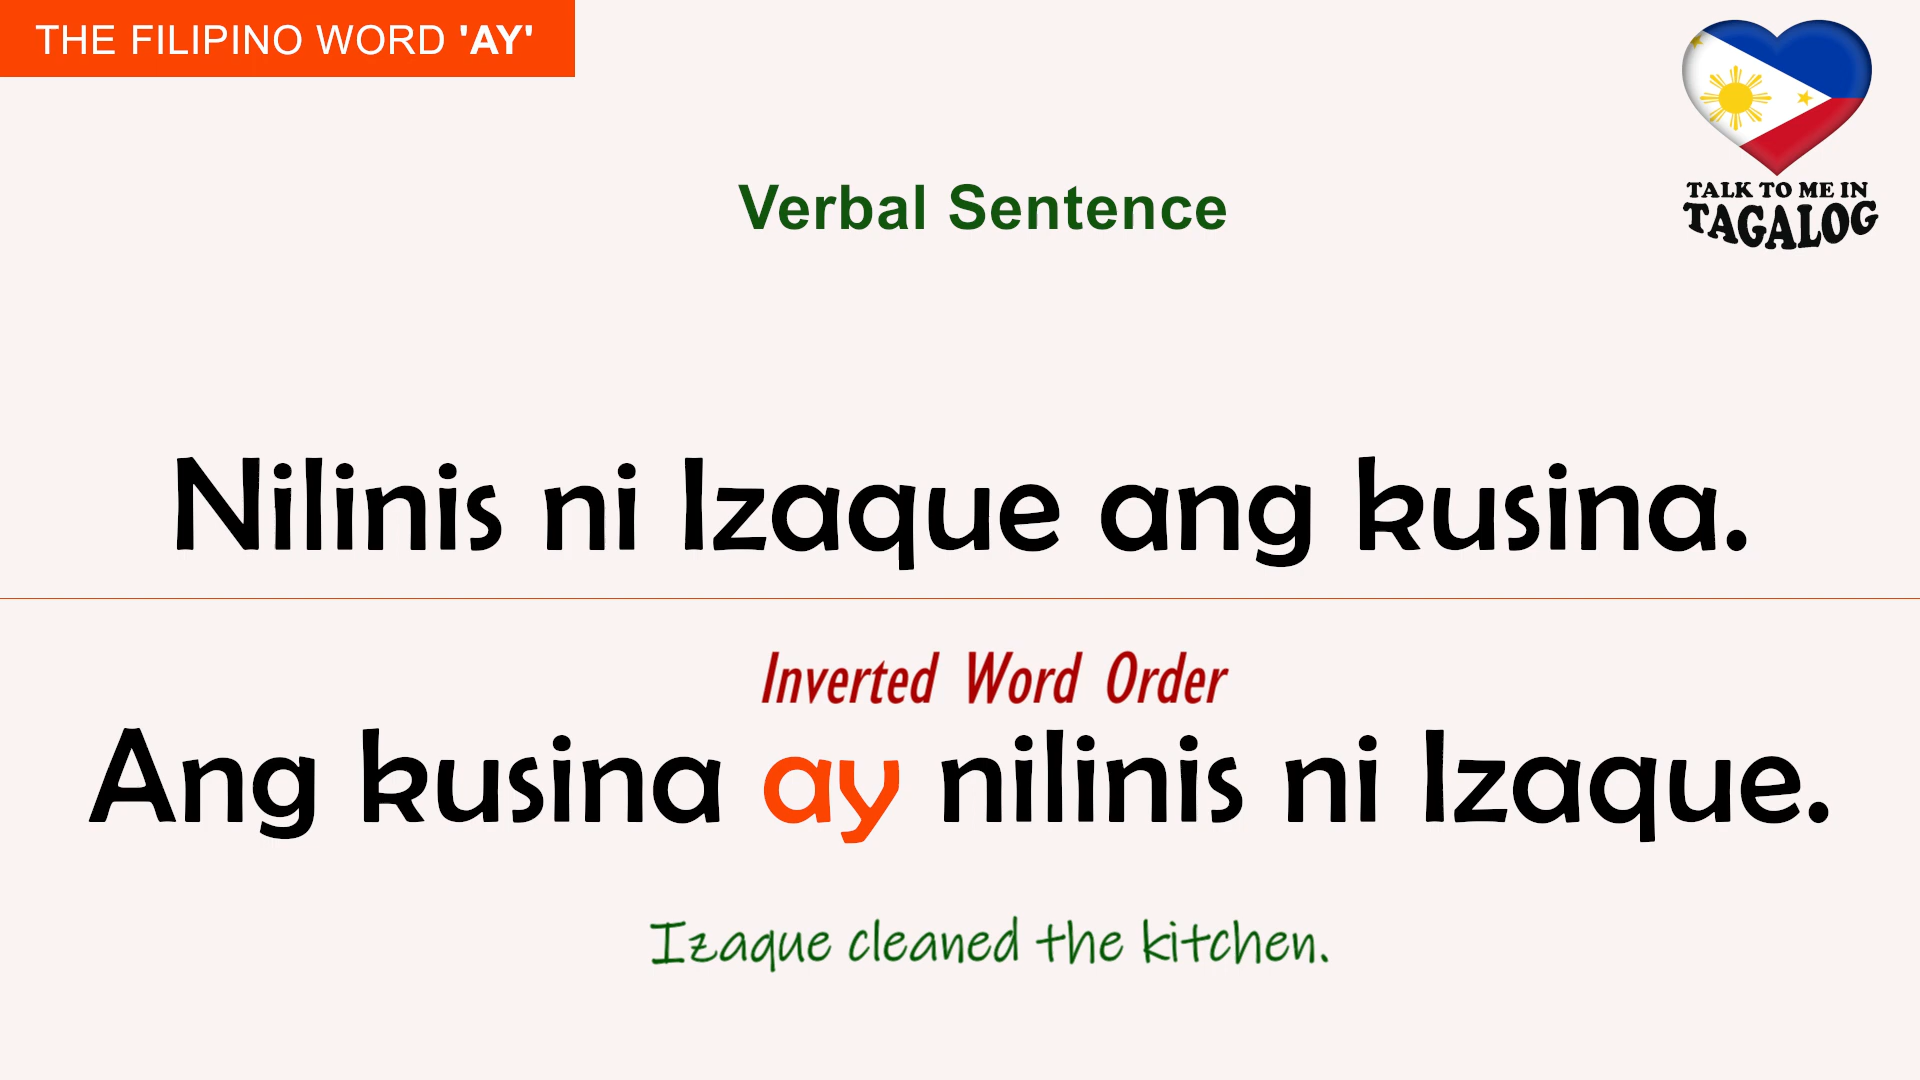 THE FILIPINO WORD 'AY'
TALK TO ME IN
TAGALOG
Verbal Sentence
Nilinis ni Izaque ang kusina.
Inverted Word Order
Ang kusina ay nilinis ni Izaque.
Izaque cleaned the kitchen.